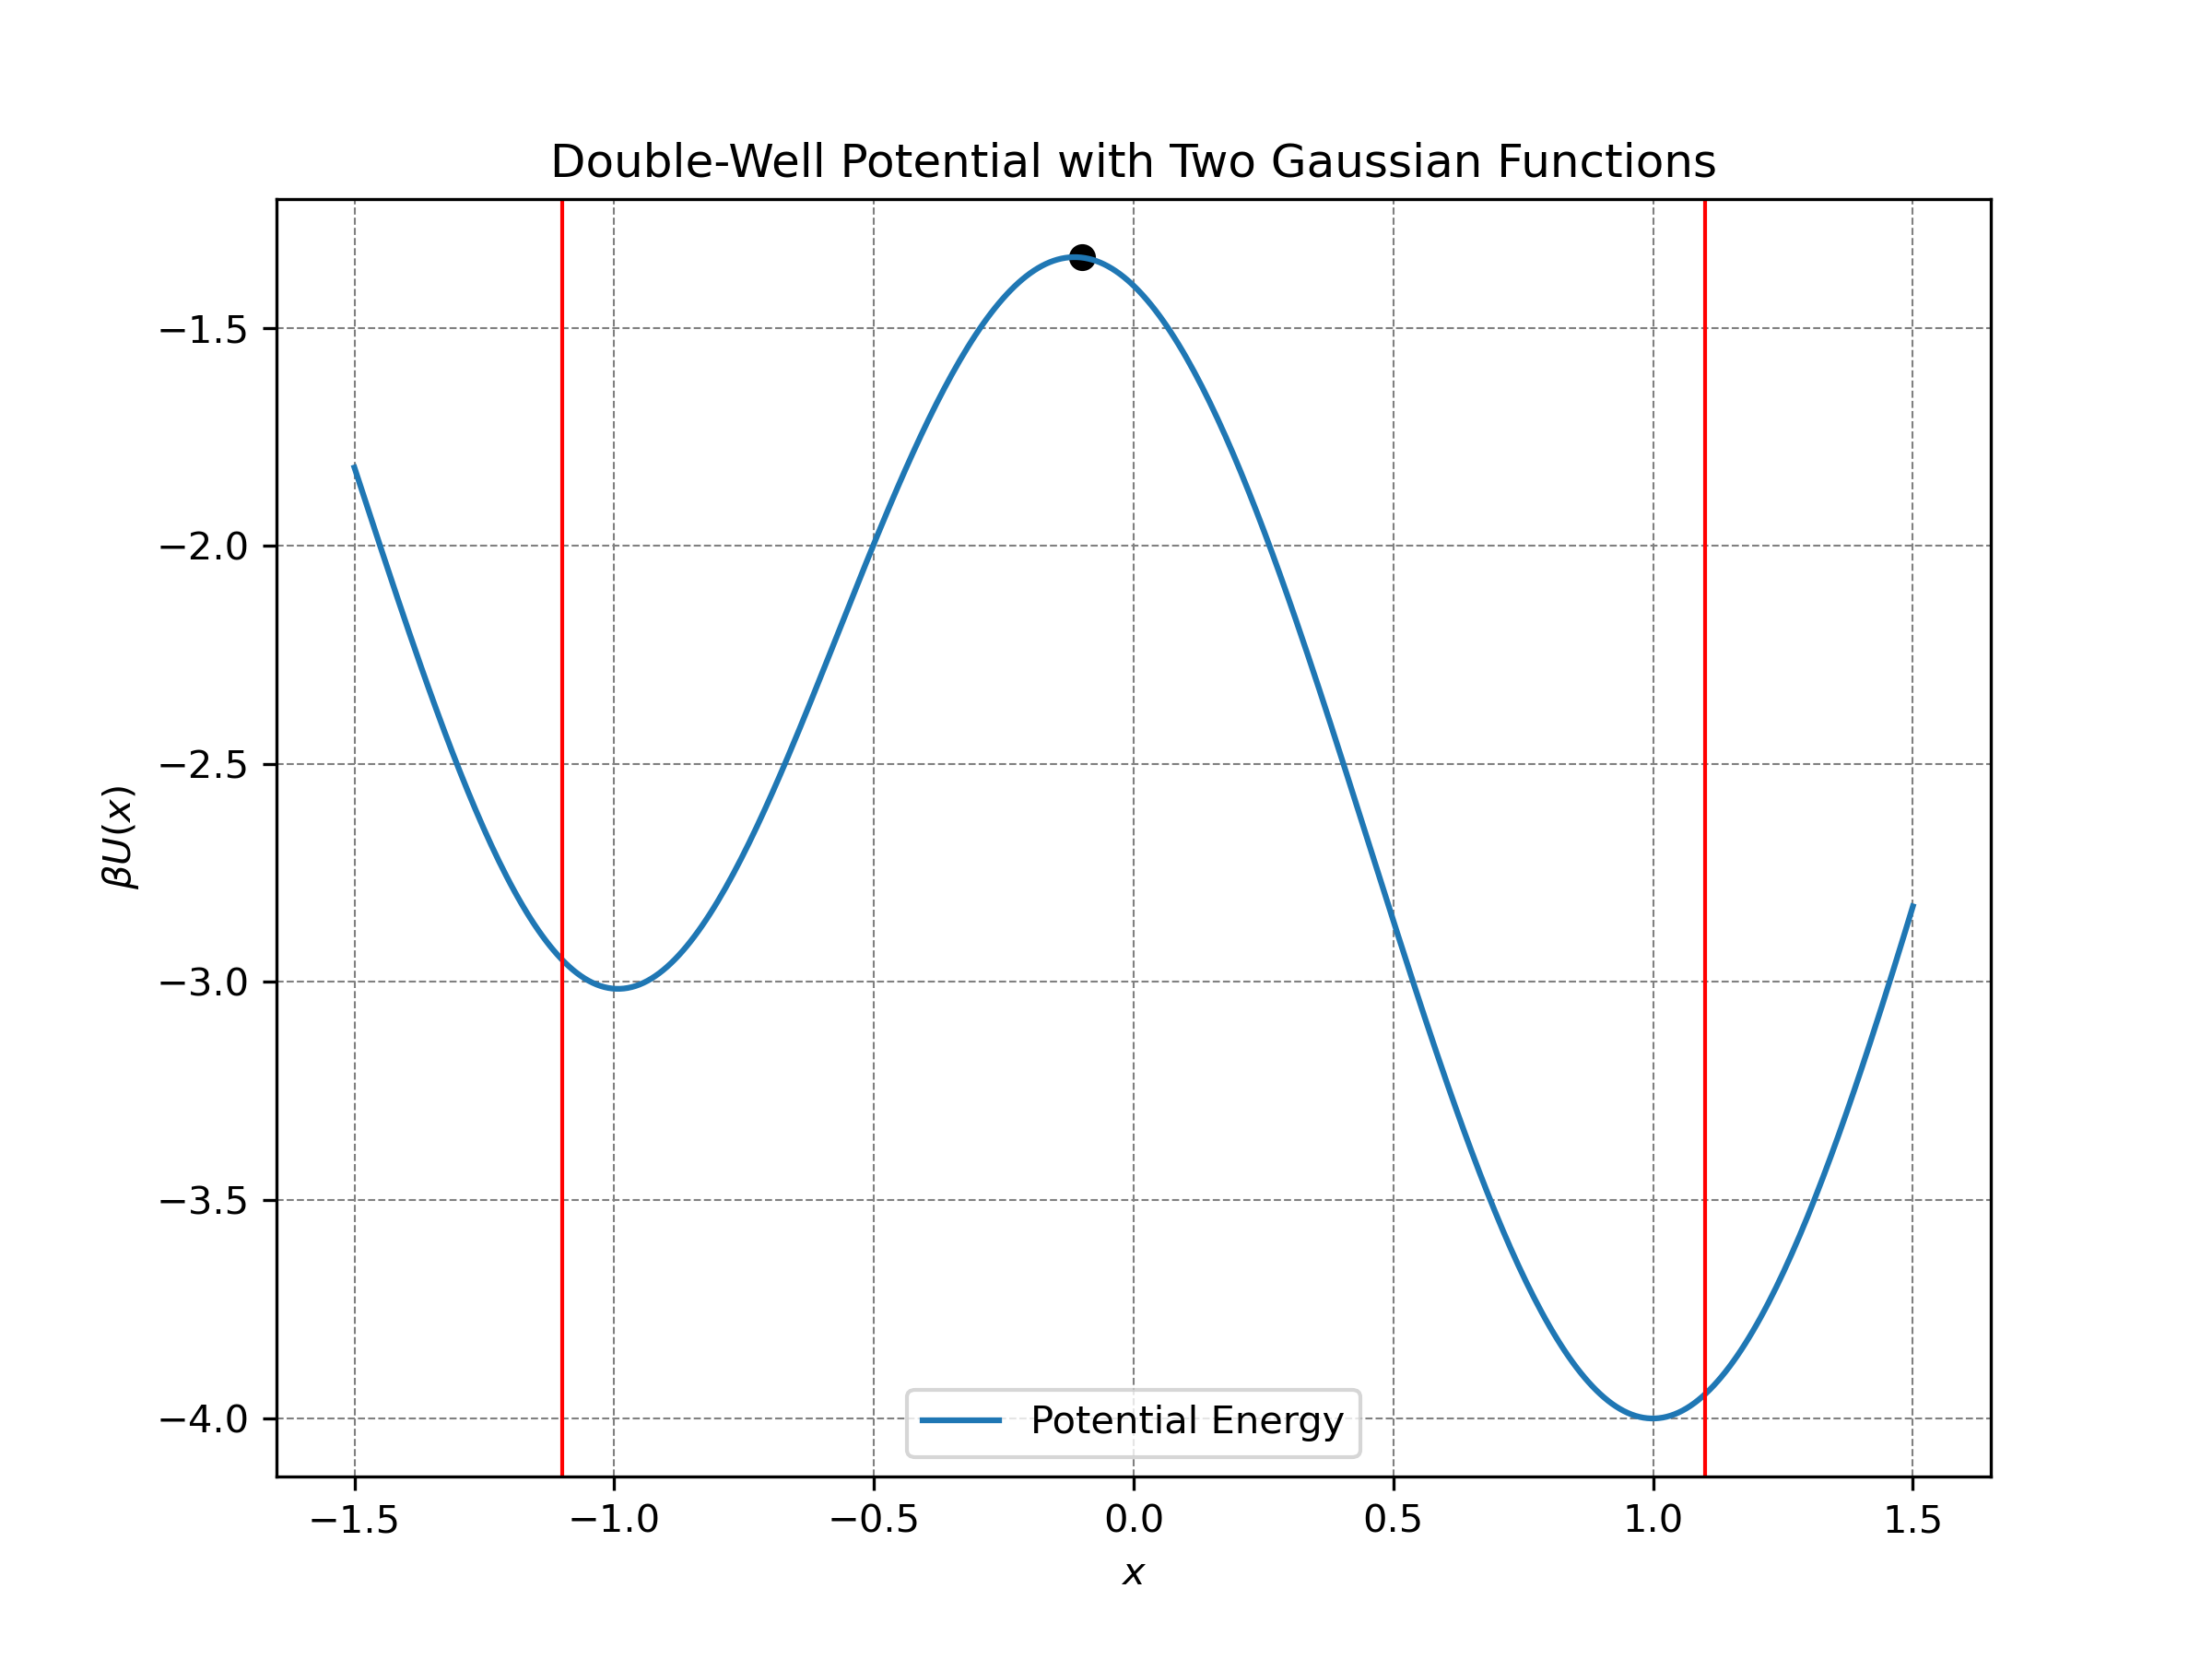 Double-Well Potential with Two Gaussian Functions
βU(x)
−1.5
−2.0
−2.5
−3.0
−3.5
−4.0
Potential Energy
−1.5 −1.0 −0.5 0.0 0.5 1.0 1.5
x